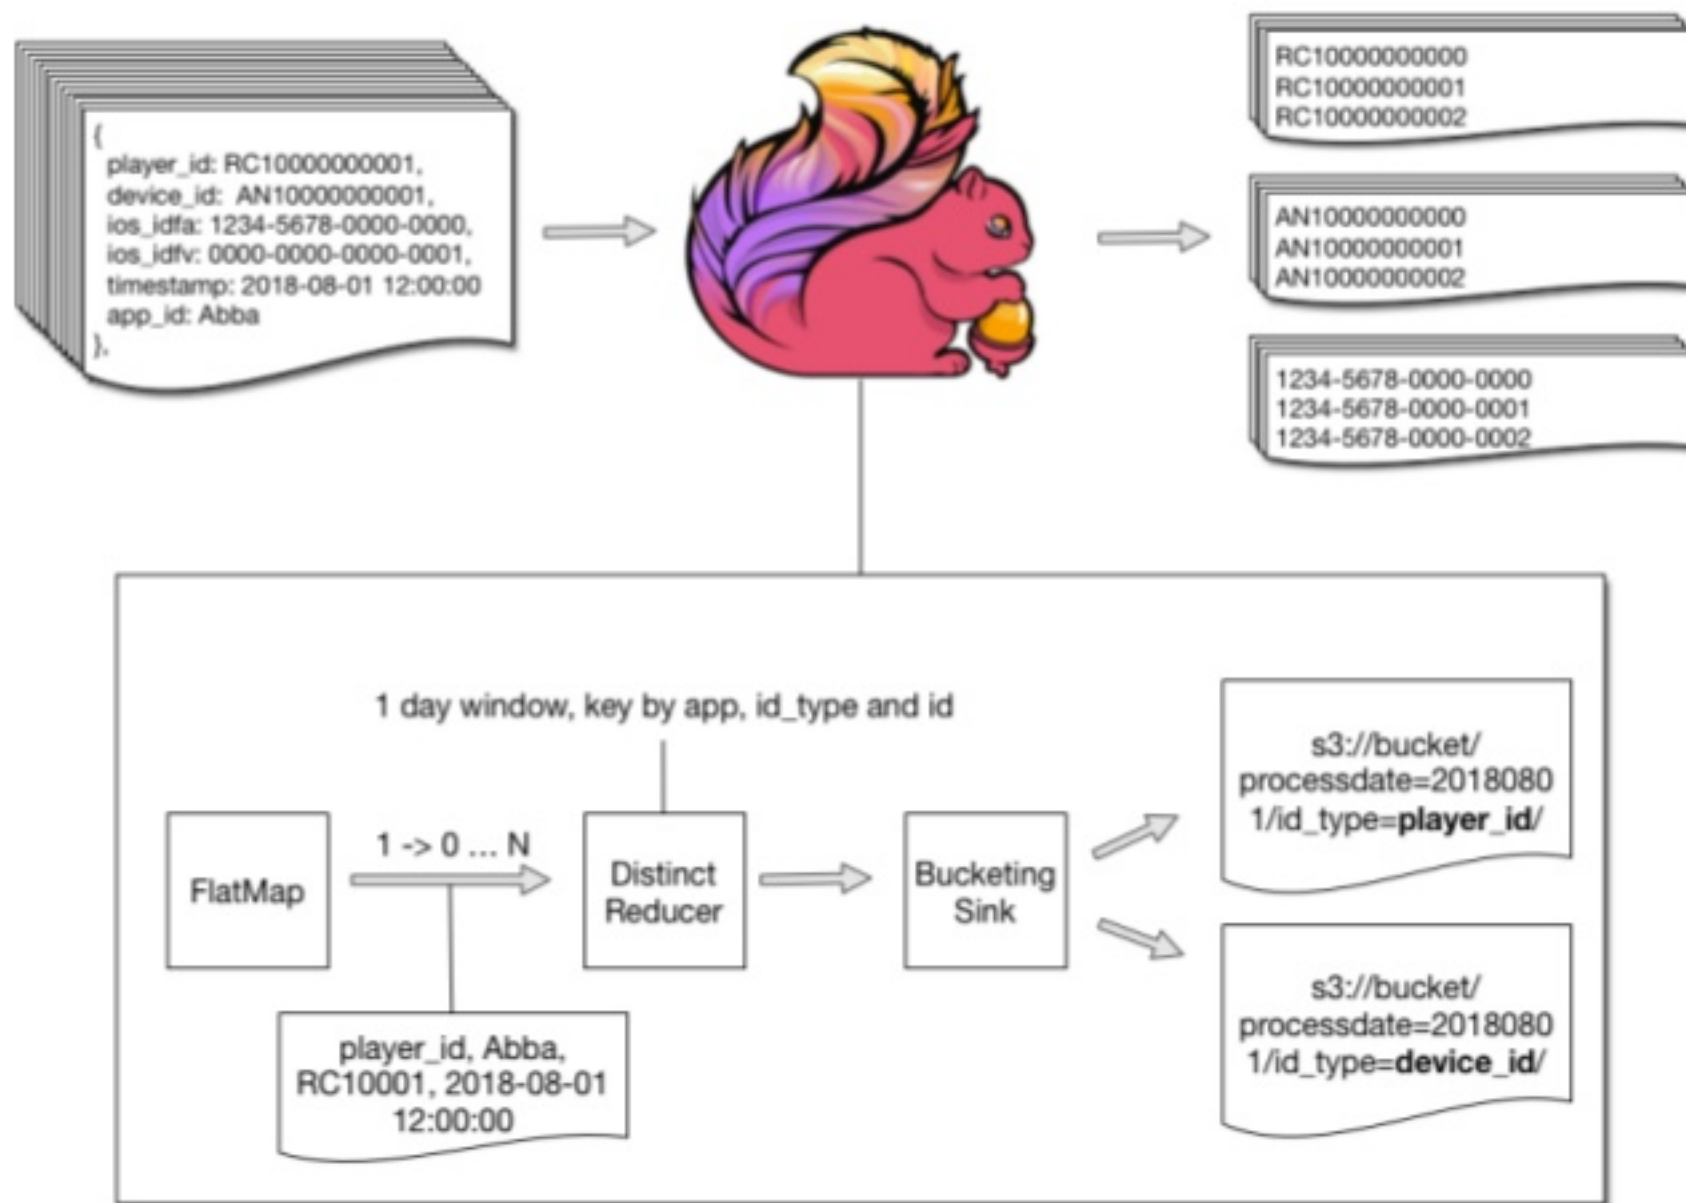 {
player_id: RC10000000001,
device_id: AN10000000001,
ios_idfa: 1234-5678-0000-0000,
ios_idfv: 0000-0000-0000-0001,
timestamp: 2018-08-01 12:00:00
app_id: Abba
},
RC10000000000
RC10000000001
RC10000000002
AN10000000000
AN10000000001
AN10000000002
1234-5678-0000-0000
1234-5678-0000-0001
1234-5678-0000-0002
1 day window, key by app, id_type and id
FlatMap
1 -> 0 ... N
Distinct
Reducer
Bucketing
Sink
s3://bucket/
processdate=2018080
1/id_type=player_id/
s3://bucket/
processdate=2018080
1/id_type=device_id/
player_id, Abba,
RC10001, 2018-08-01
12:00:00